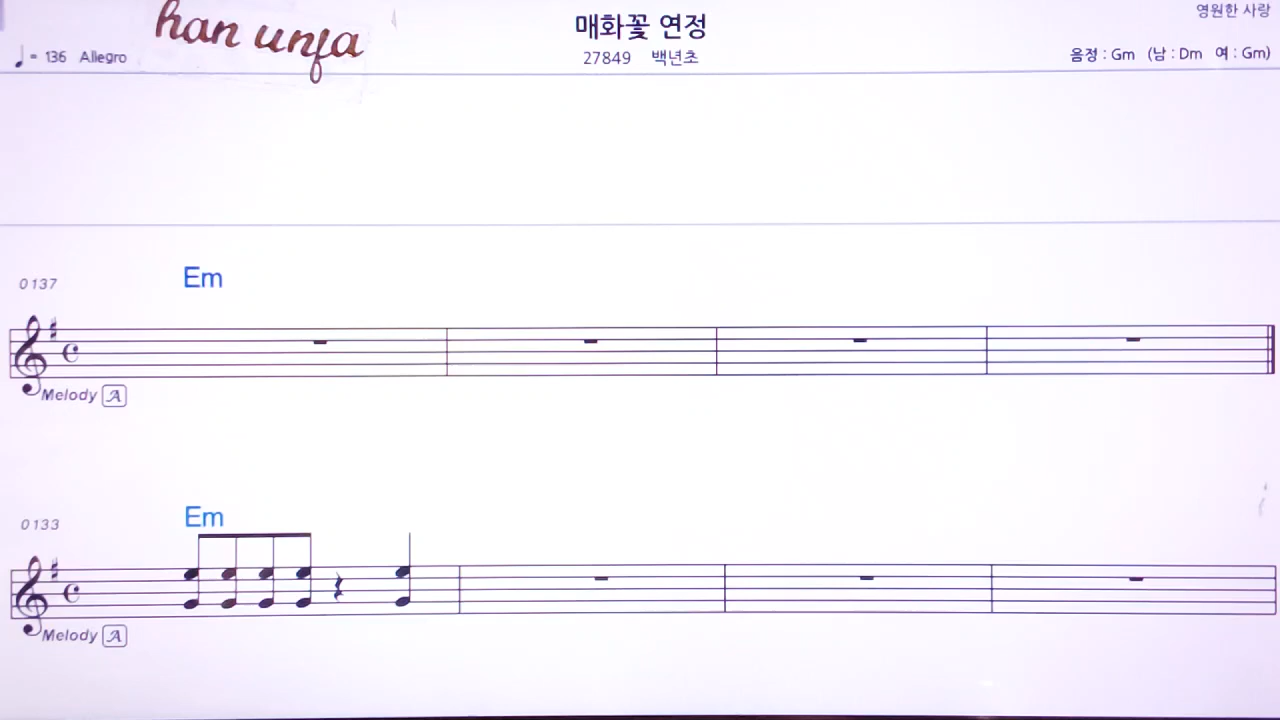 han unja
매화꽃 연정
영원한 사랑
♩= 136 Allegro
27849 백년초
음정 : Gm (남 : Dm 여 : Gm)
0137
Em
Melody A
0133
Em
Melody A